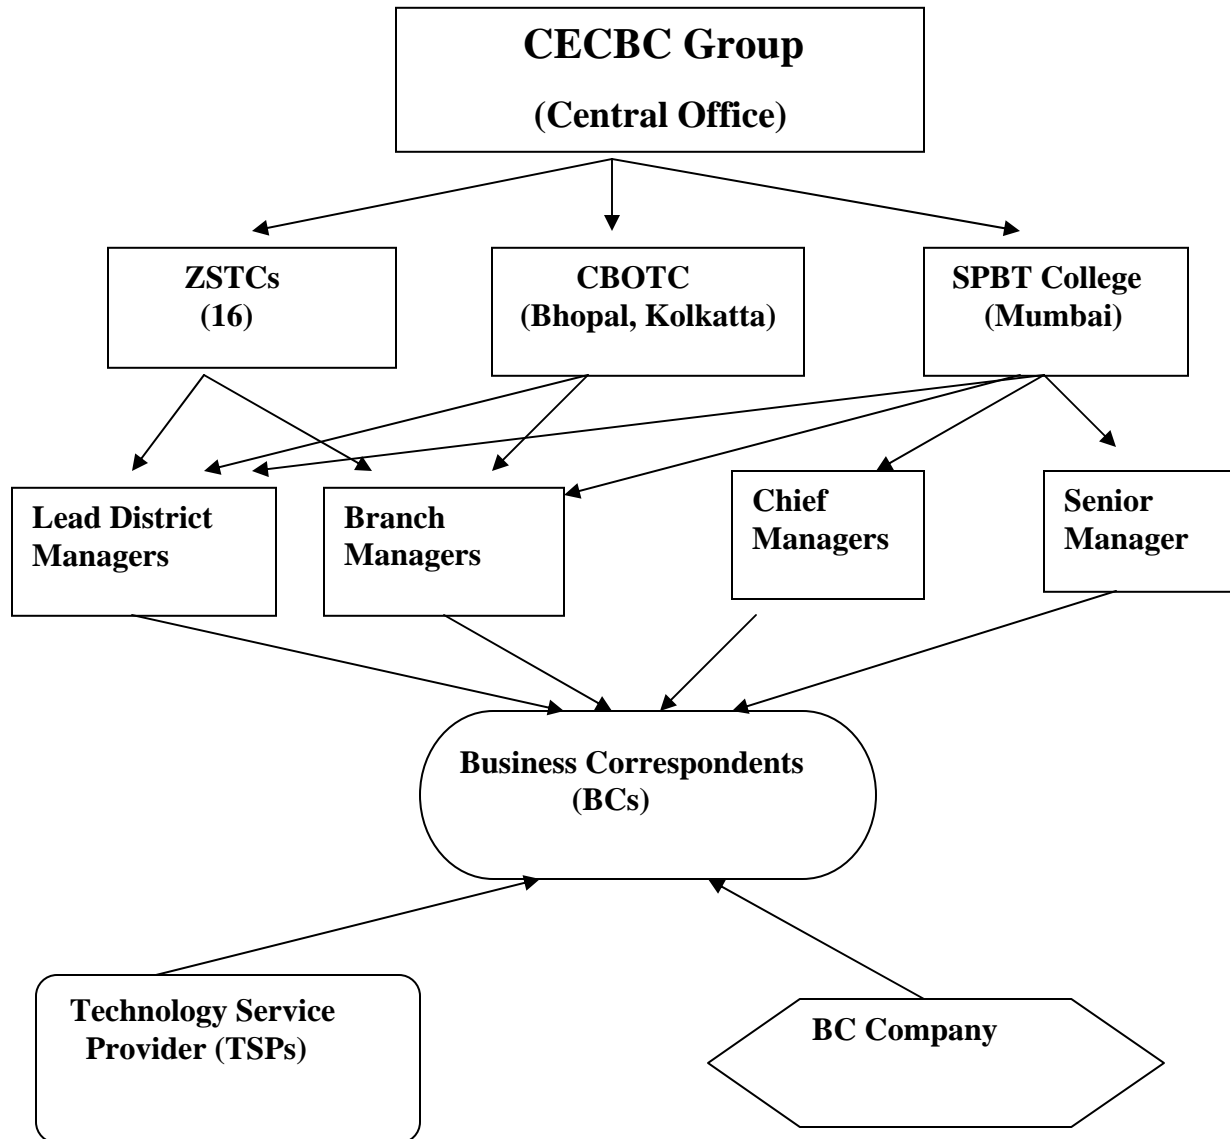 CECBC Group
(Central Office)
ZSTCs
(16)
CBOTC
(Bhopal, Kolkatta)
SPBT College
(Mumbai)
Lead District
Managers
Branch
Managers
Chief
Managers
Senior
Manager
Business Correspondents
(BCs)
Technology Service
Provider (TSPs)
BC Company